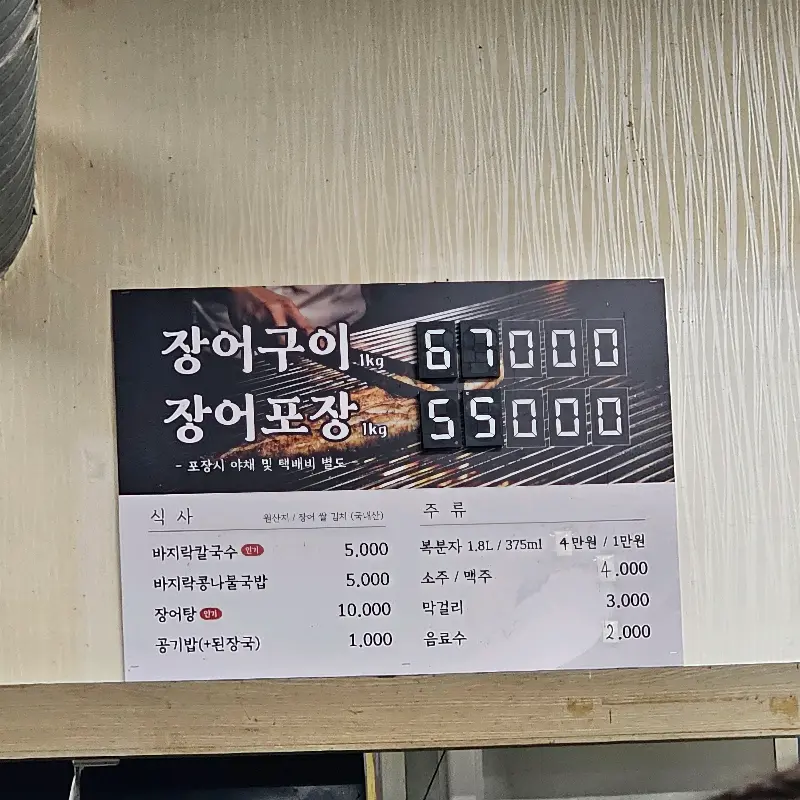 장어구이 1kg 67000
장어포장 1kg 55000
- 포장시 야채 및 택배비 별도 -
식 사 원산지 / 장어 쌀 김치 (국내산)
바지락칼국수 인기 5.000
바지락콩나물국밥 5.000
장어탕 인기 10.000
공기밥(+된장국) 1.000
주 류
복분자 1.8L / 375ml 4만원 / 1만원
소주 / 맥주 4.000
막걸리 3.000
음료수 2.000